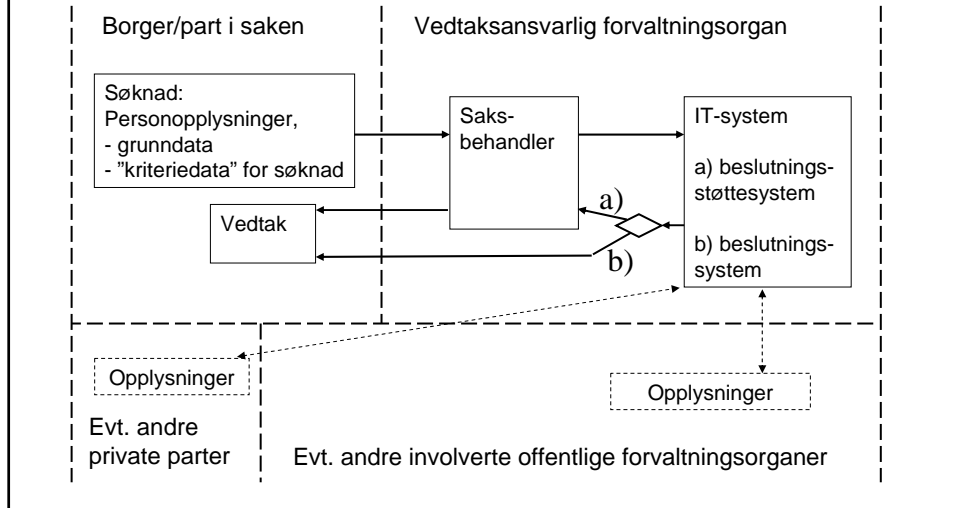 Borger/part i saken
Vedtaksansvarlig forvaltningsorgan
Søknad:
Personopplysninger,
- grunndata
- ”kriteriedata” for søknad
Saks-
behandler
IT-system
a) beslutnings-
støttesystem
b) beslutnings-
system
a)
b)
Vedtak
Opplysninger
Opplysninger
Evt. andre
private parter
Evt. andre involverte offentlige forvaltningsorganer